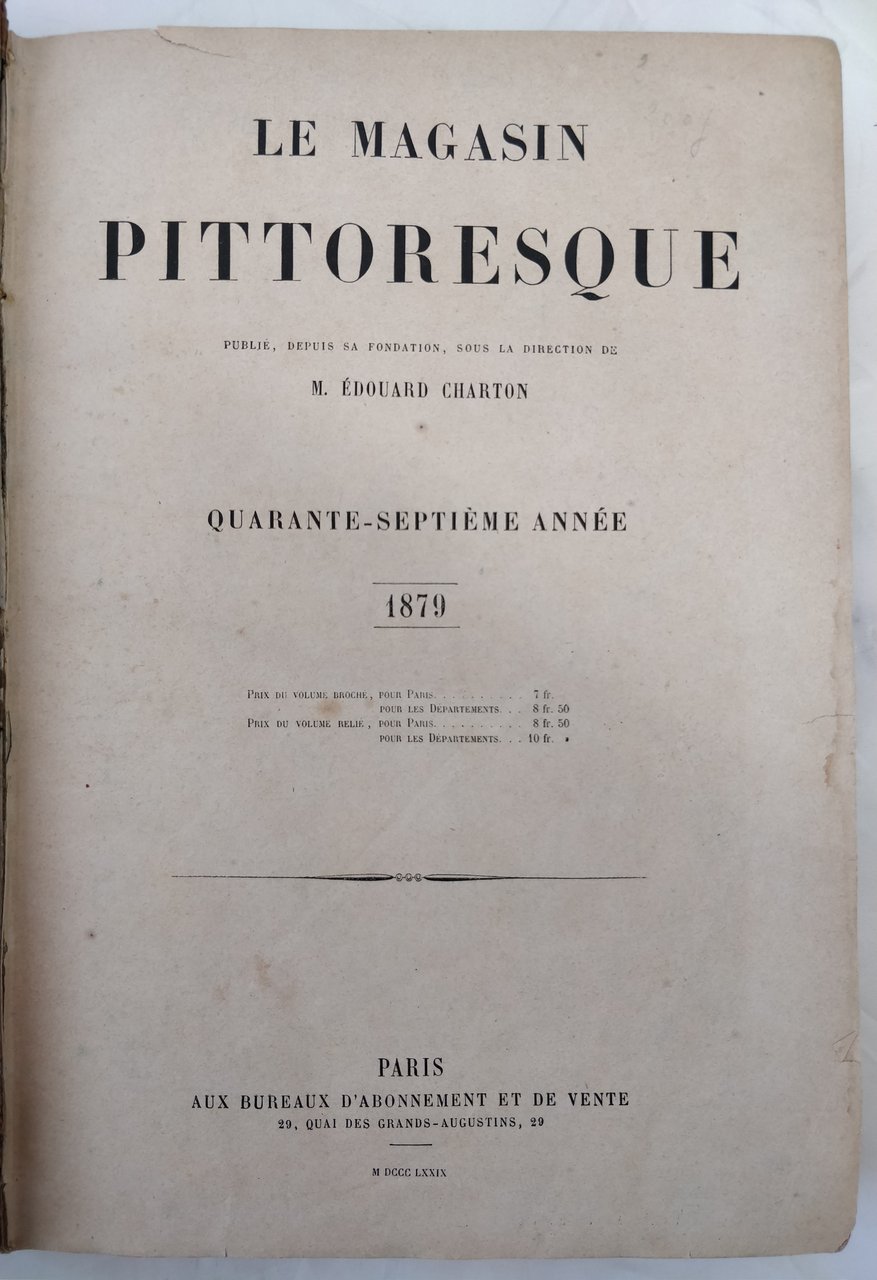 LE MAGASIN
PITTORESQUE
PUBLIÉ, DEPUIS SA FONDATION, SOUS LA DIRECTION DE
M. ÉDOUARD CHARTON
QUARANTE-SEPTIÈME ANNÉE
1879
PRIX DU VOLUME BROCHÉ, POUR PARIS. . . . . . . . . . 7 fr.
POUR LES DÉPARTEMENTS. . . 8 fr. 50
PRIX DU VOLUME RELIÉ, POUR PARIS. . . . . . . . . . 8 fr. 50
POUR LES DÉPARTEMENTS. . . 10 fr. »
PARIS
AUX BUREAUX D'ABONNEMENT ET DE VENTE
29, QUAI DES GRANDS-AUGUSTINS, 29
M DCCC LXXIX